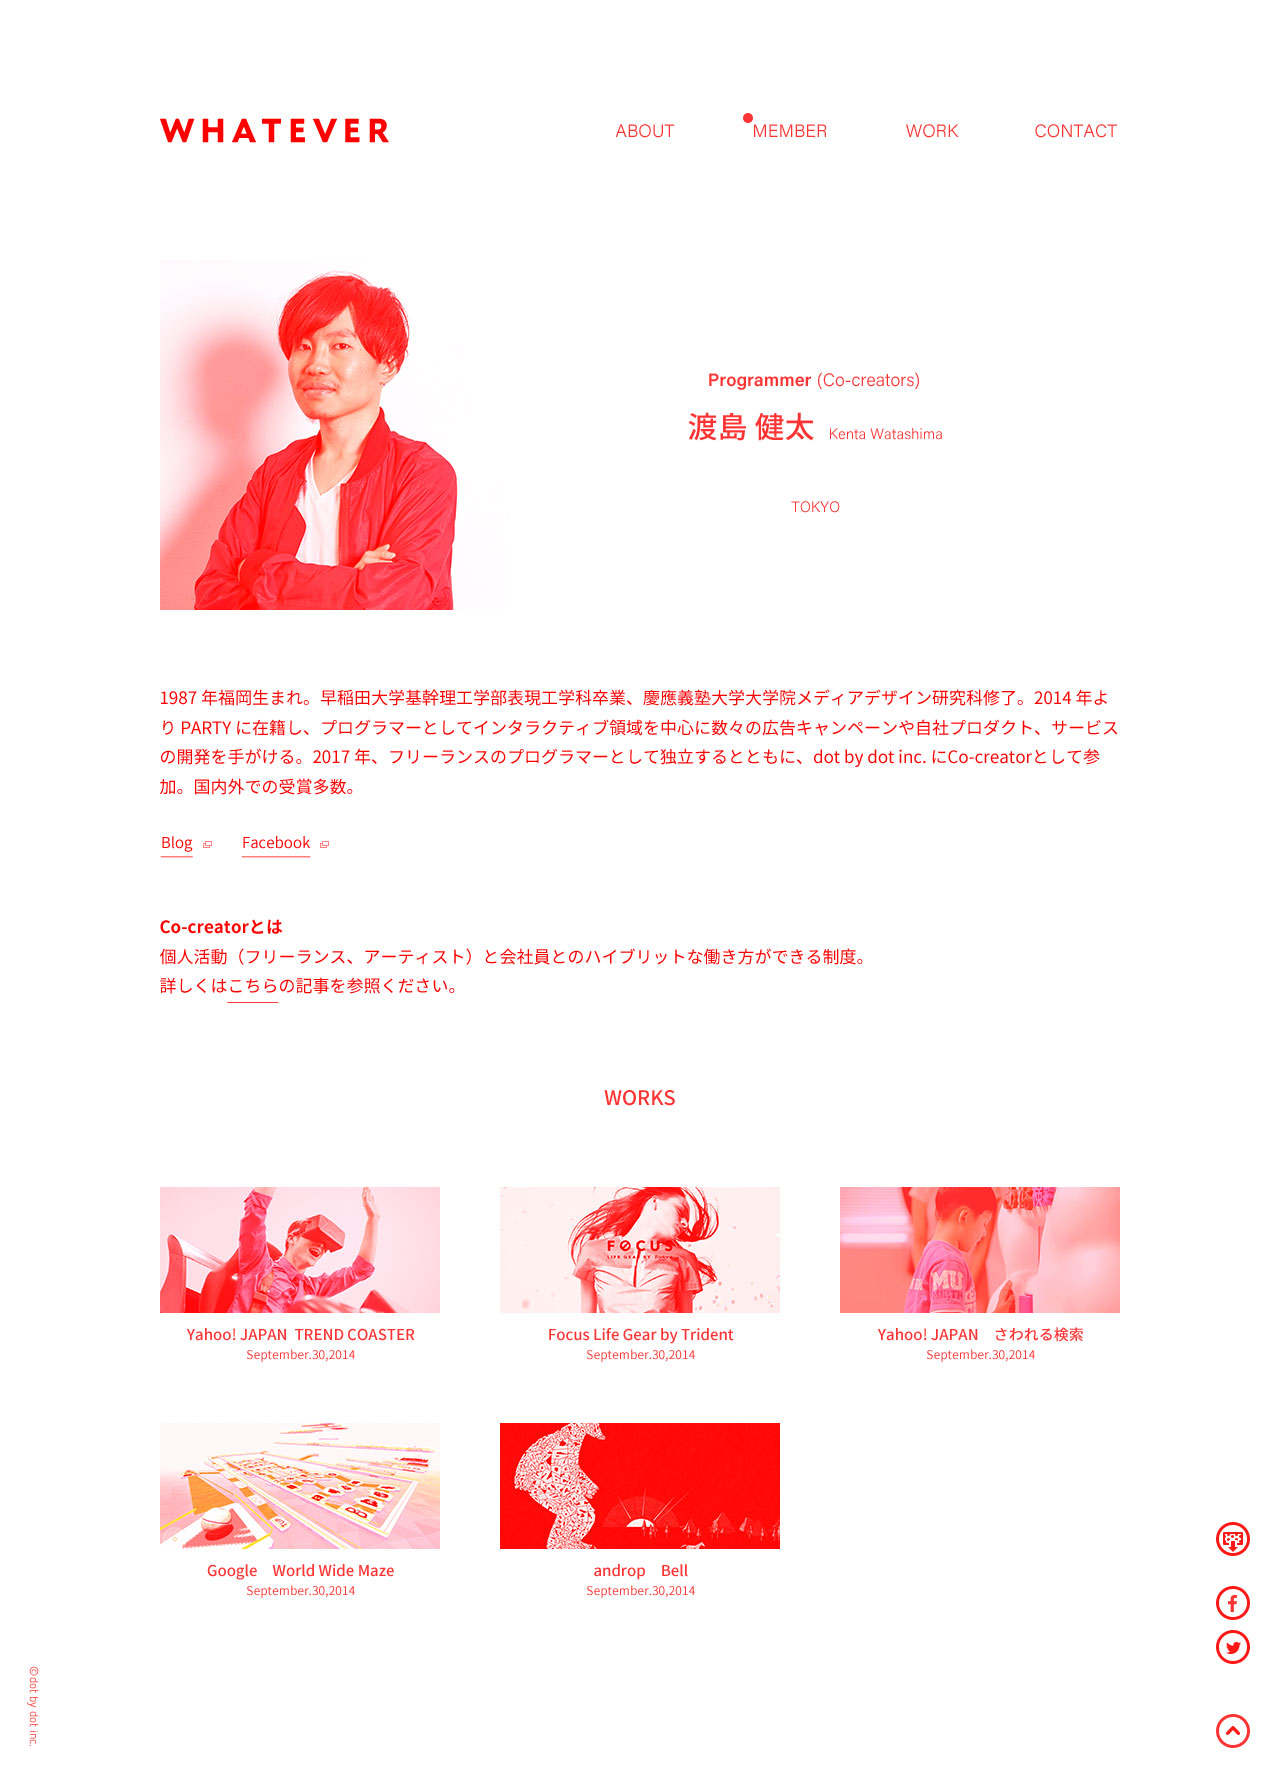 WHATEVER
ABOUT
MEMBER
WORK
CONTACT
Programmer (Co-creators)
渡島 健太 Kenta Watashima
TOKYO
1987 年福岡生まれ。早稲田大学基幹理工学部表現工学科卒業、慶應義塾大学大学院メディアデザイン研究科修了。2014 年よ
り PARTY に在籍し、プログラマーとしてインタラクティブ領域を中心に数々の広告キャンペーンや自社プロダクト、サービス
の開発を手がける。2017 年、フリーランスのプログラマーとして独立するとともに、dot by dot inc. にCo-creatorとして参
加。国内外での受賞多数。
Blog
Facebook
Co-creatorとは
個人活動（フリーランス、アーティスト）と会社員とのハイブリットな働き方ができる制度。
詳しくはこちらの記事を参照ください。
WORKS
FOCUS
LIFE GEAR BY
MU
Yahoo! JAPAN TREND COASTER
September.30,2014
Focus Life Gear by Trident
September.30,2014
Yahoo! JAPAN　さわれる検索
September.30,2014
Google　World Wide Maze
September.30,2014
androp　Bell
September.30,2014
©dot by dot inc.